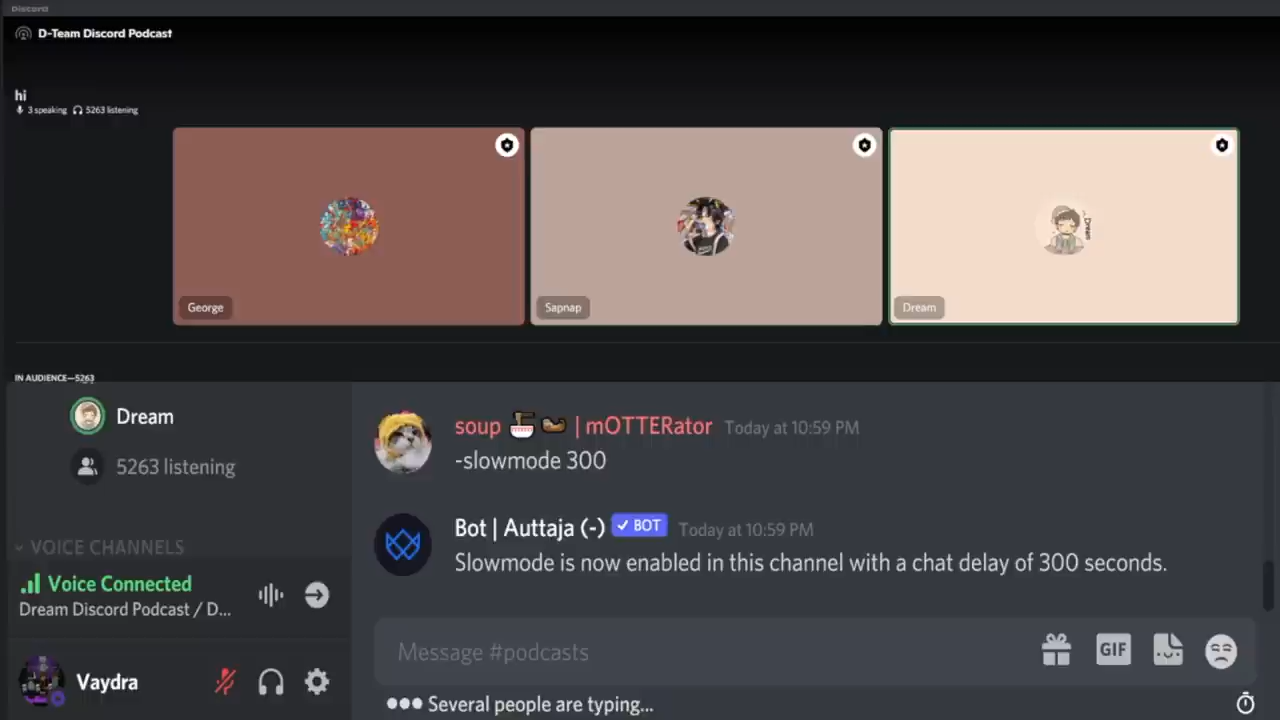 Discord
D-Team Discord Podcast
hi
3 speaking 5263 listening
George
Sapnap
Dream
Dream
IN AUDIENCE—5263
Dream
5263 listening
VOICE CHANNELS
Voice Connected
Dream Discord Podcast / D...
Vaydra
soup 🍜🦦 | mOTTERator Today at 10:59 PM
-slowmode 300
Bot | Auttaja (-) ✓ BOT Today at 10:59 PM
Slowmode is now enabled in this channel with a chat delay of 300 seconds.
Message #podcasts
GIF
Several people are typing...